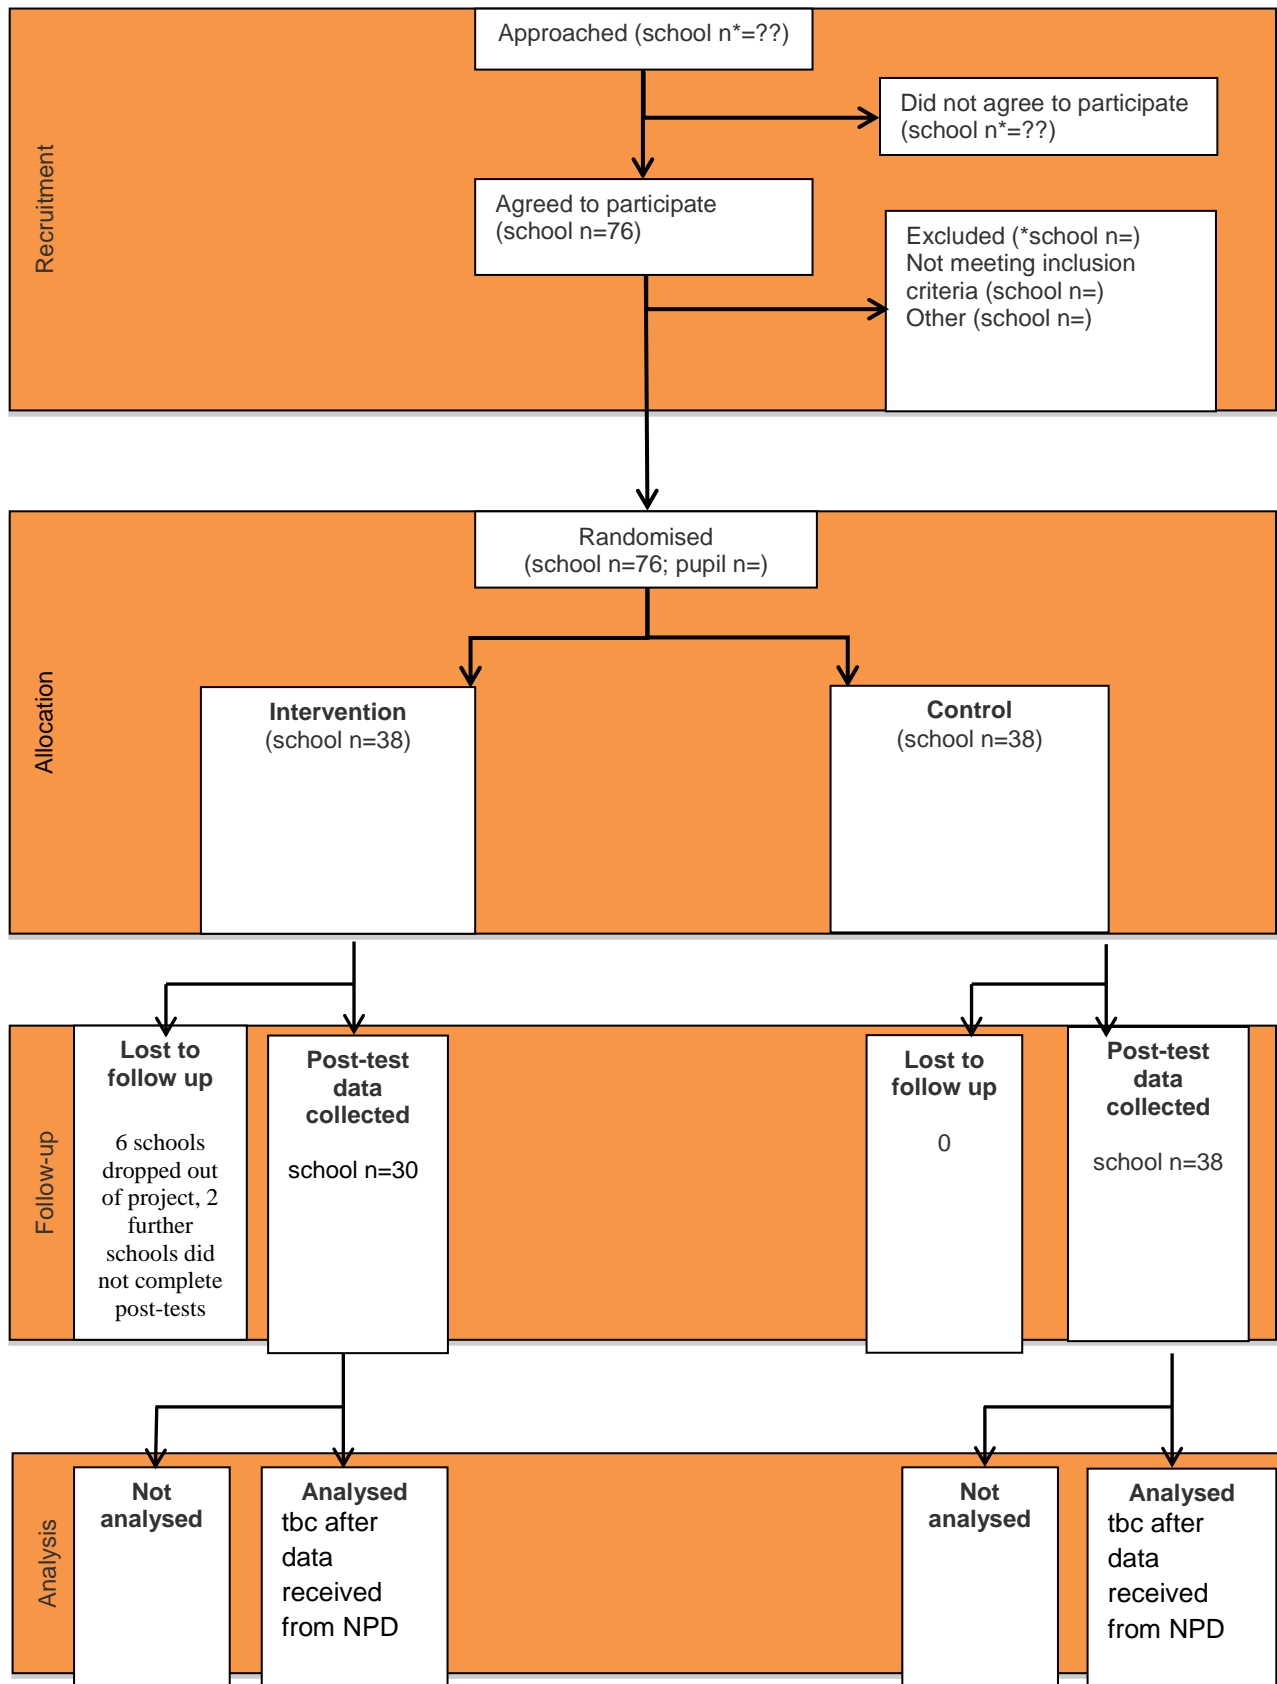 Recruitment
Approached (school n*=??)
Did not agree to participate
(school n*=??)
Agreed to participate
(school n=76)
Excluded (*school n=)
Not meeting inclusion
criteria (school n=)
Other (school n=)
Allocation
Randomised
(school n=76; pupil n=)
Intervention
(school n=38)
Control
(school n=38)
Follow-up
Lost to
follow up
6 schools
dropped out
of project, 2
further
schools did
not complete
post-tests
Post-test
data
collected
school n=30
Lost to
follow up
0
Post-test
data
collected
school n=38
Analysis
Not
analysed
Analysed
tbc after
data
received
from NPD
Not
analysed
Analysed
tbc after
data
received
from NPD